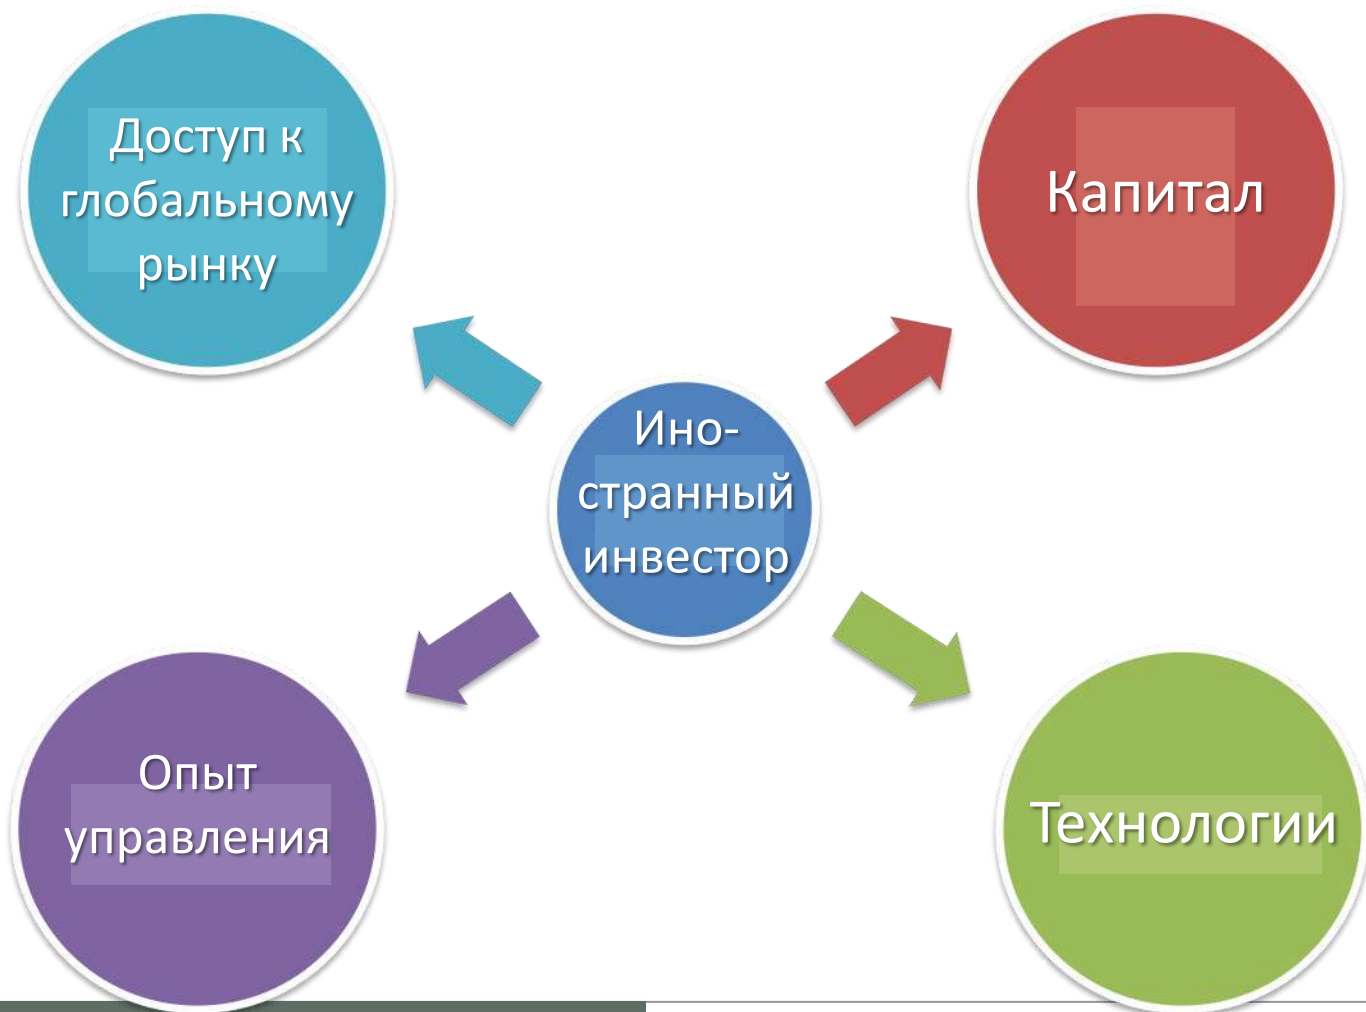 Доступ к
глобальному
рынку
Капитал
Ино-
странный
инвестор
Опыт
управления
Технологии